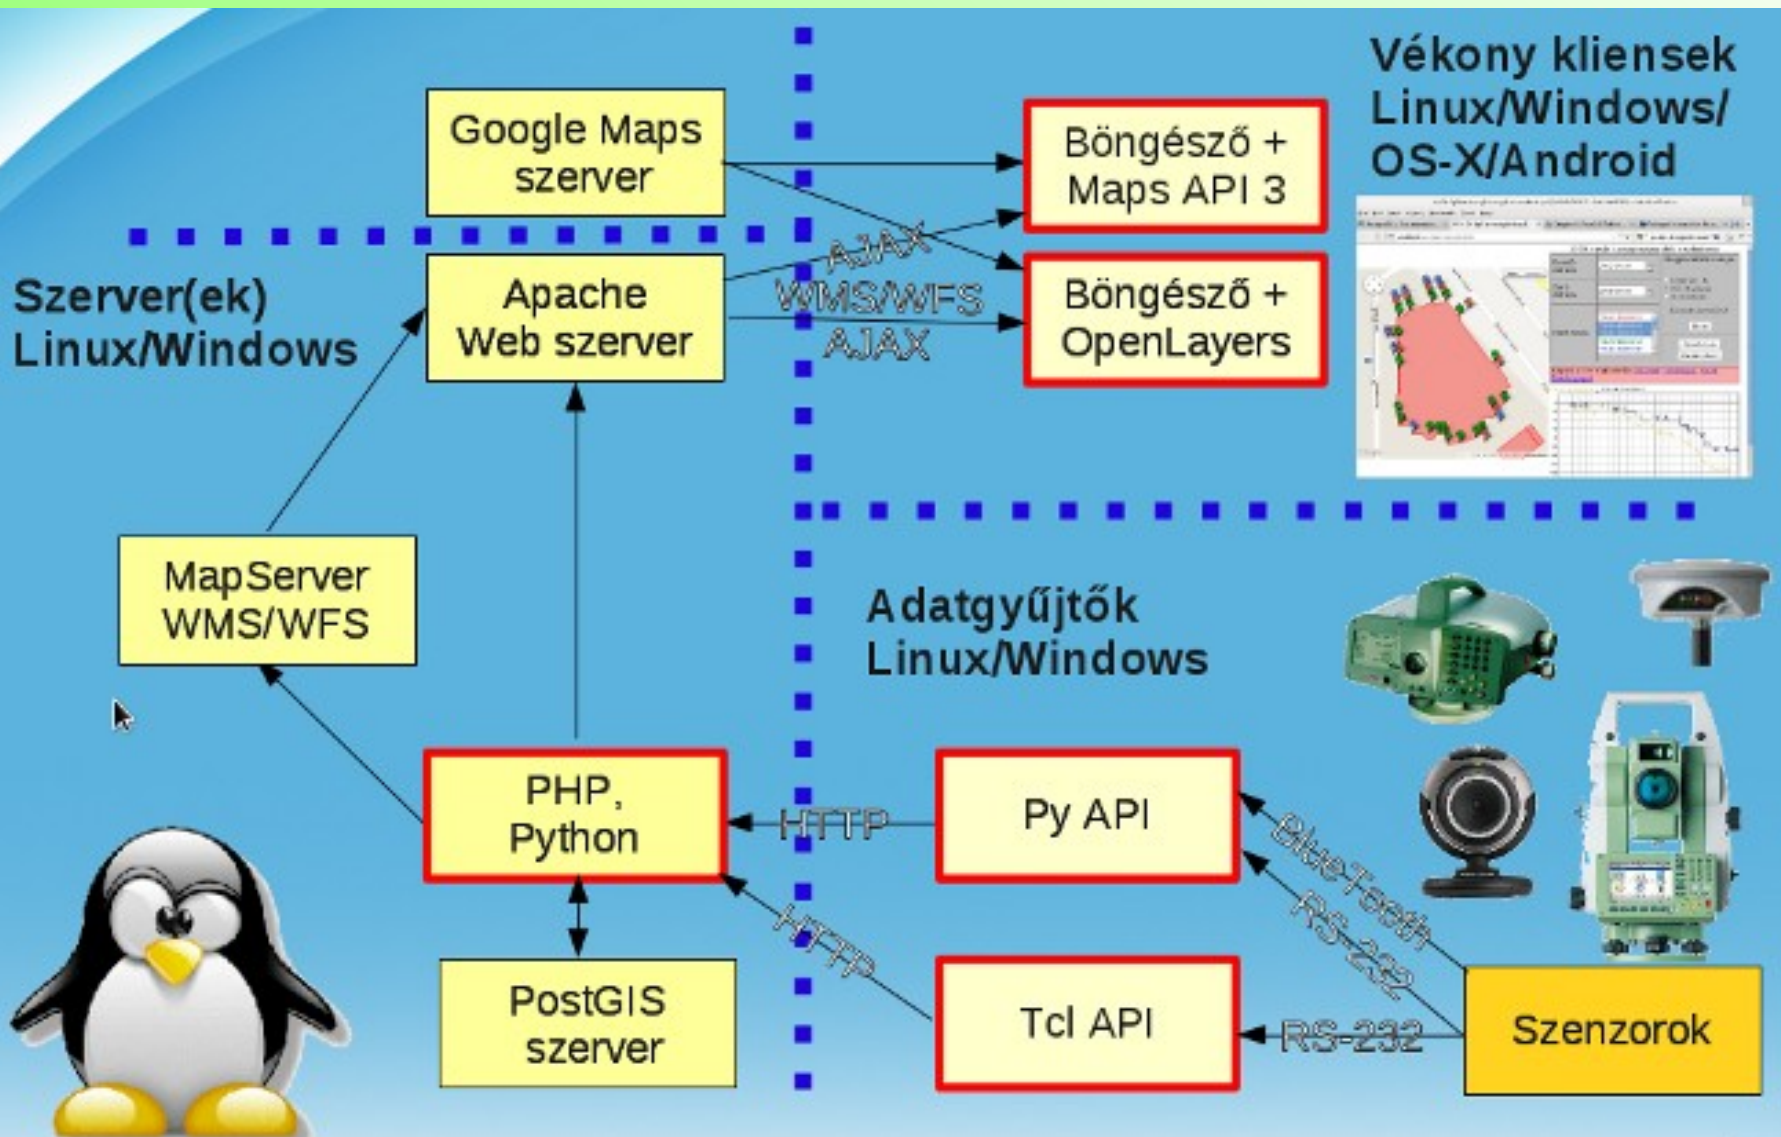 Vékony kliensek
Linux/Windows/
OS-X/Android
Google Maps
szerver
Böngésző +
Maps API 3
Szerver(ek)
Linux/Windows
Apache
Web szerver
AJAX
WMS/WFS
AJAX
Böngésző +
OpenLayers
MapServer
WMS/WFS
Adatgyűjtők
Linux/Windows
PHP,
Python
HTTP
Py API
BlueTooth
RS-232
HTTP
PostGIS
szerver
Tcl API
RS-232
Szenzorok